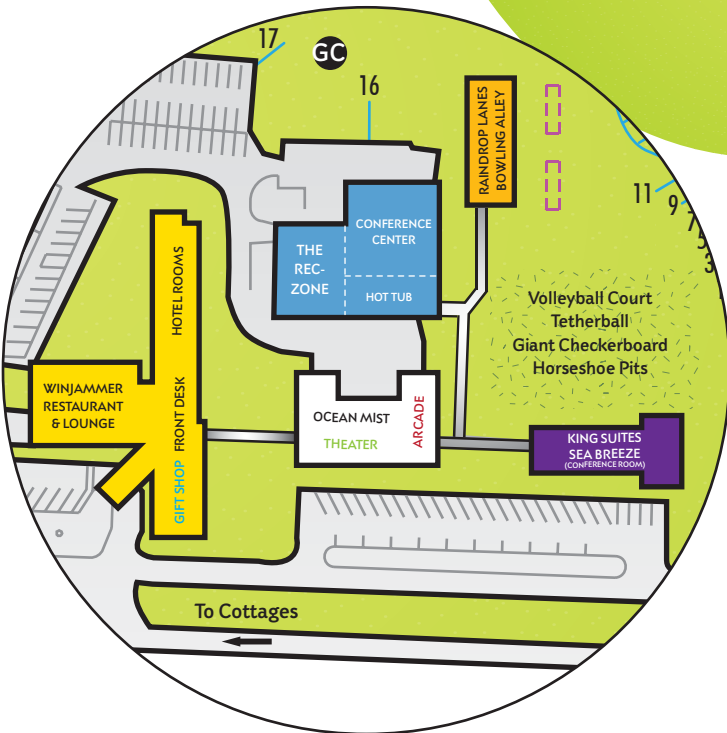 17
GC
16
RAINDROP LANES
BOWLING ALLEY
11
9
7
5
3
CONFERENCE
CENTER
THE
REC-
ZONE
HOT TUB
HOTEL ROOMS
Volleyball Court
Tetherball
Giant Checkerboard
Horseshoe Pits
WINJAMMER
RESTAURANT
& LOUNGE
FRONT DESK
GIFT SHOP
OCEAN MIST
THEATER
ARCADE
KING SUITES
SEA BREEZE
(CONFERENCE ROOM)
To Cottages